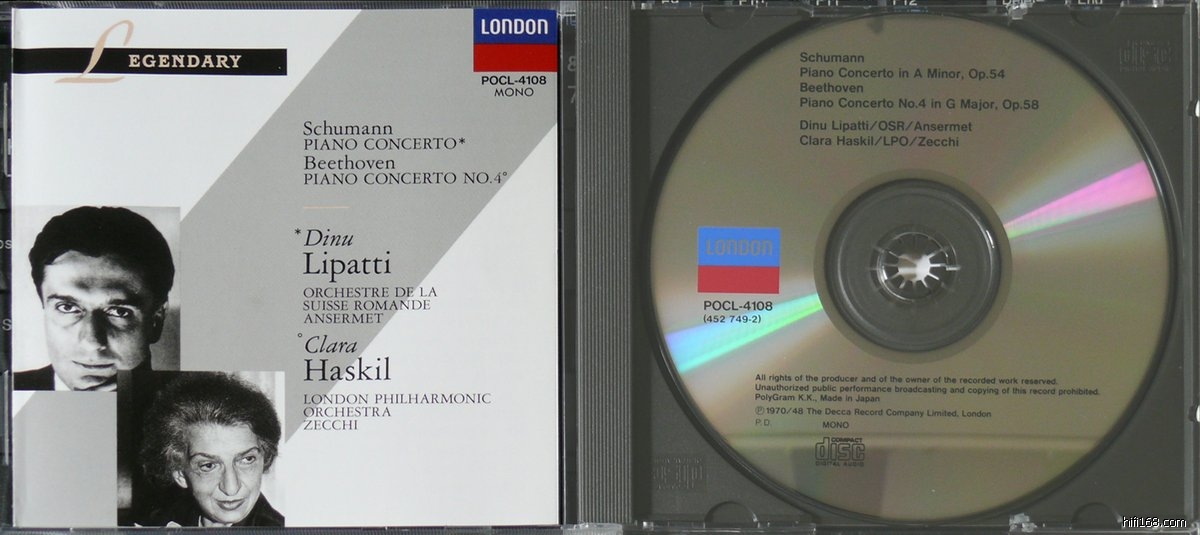 LONDON
LEGENDARY
POCL-4108
MONO
Schumann
PIANO CONCERTO*
Beethoven
PIANO CONCERTO NO.4°
*Dinu
Lipatti
ORCHESTRE DE LA
SUISSE ROMANDE
ANSERMET
°Clara
Haskil
LONDON PHILHARMONIC
ORCHESTRA
ZECCHI
Schumann
Piano Concerto in A Minor, Op.54
Beethoven
Piano Concerto No.4 in G Major, Op.58
Dinu Lipatti/OSR/Ansermet
Clara Haskil/LPO/Zecchi
LONDON
POCL-4108
(452 749-2)
All rights of the producer and of the owner of the recorded work reserved.
Unauthorized public performance broadcasting and copying of this record prohibited.
PolyGram K.K., Made in Japan
℗1970/48 The Decca Record Company Limited, London
P.D. MONO
COMPACT
disc
DIGITAL AUDIO
hifi168.com